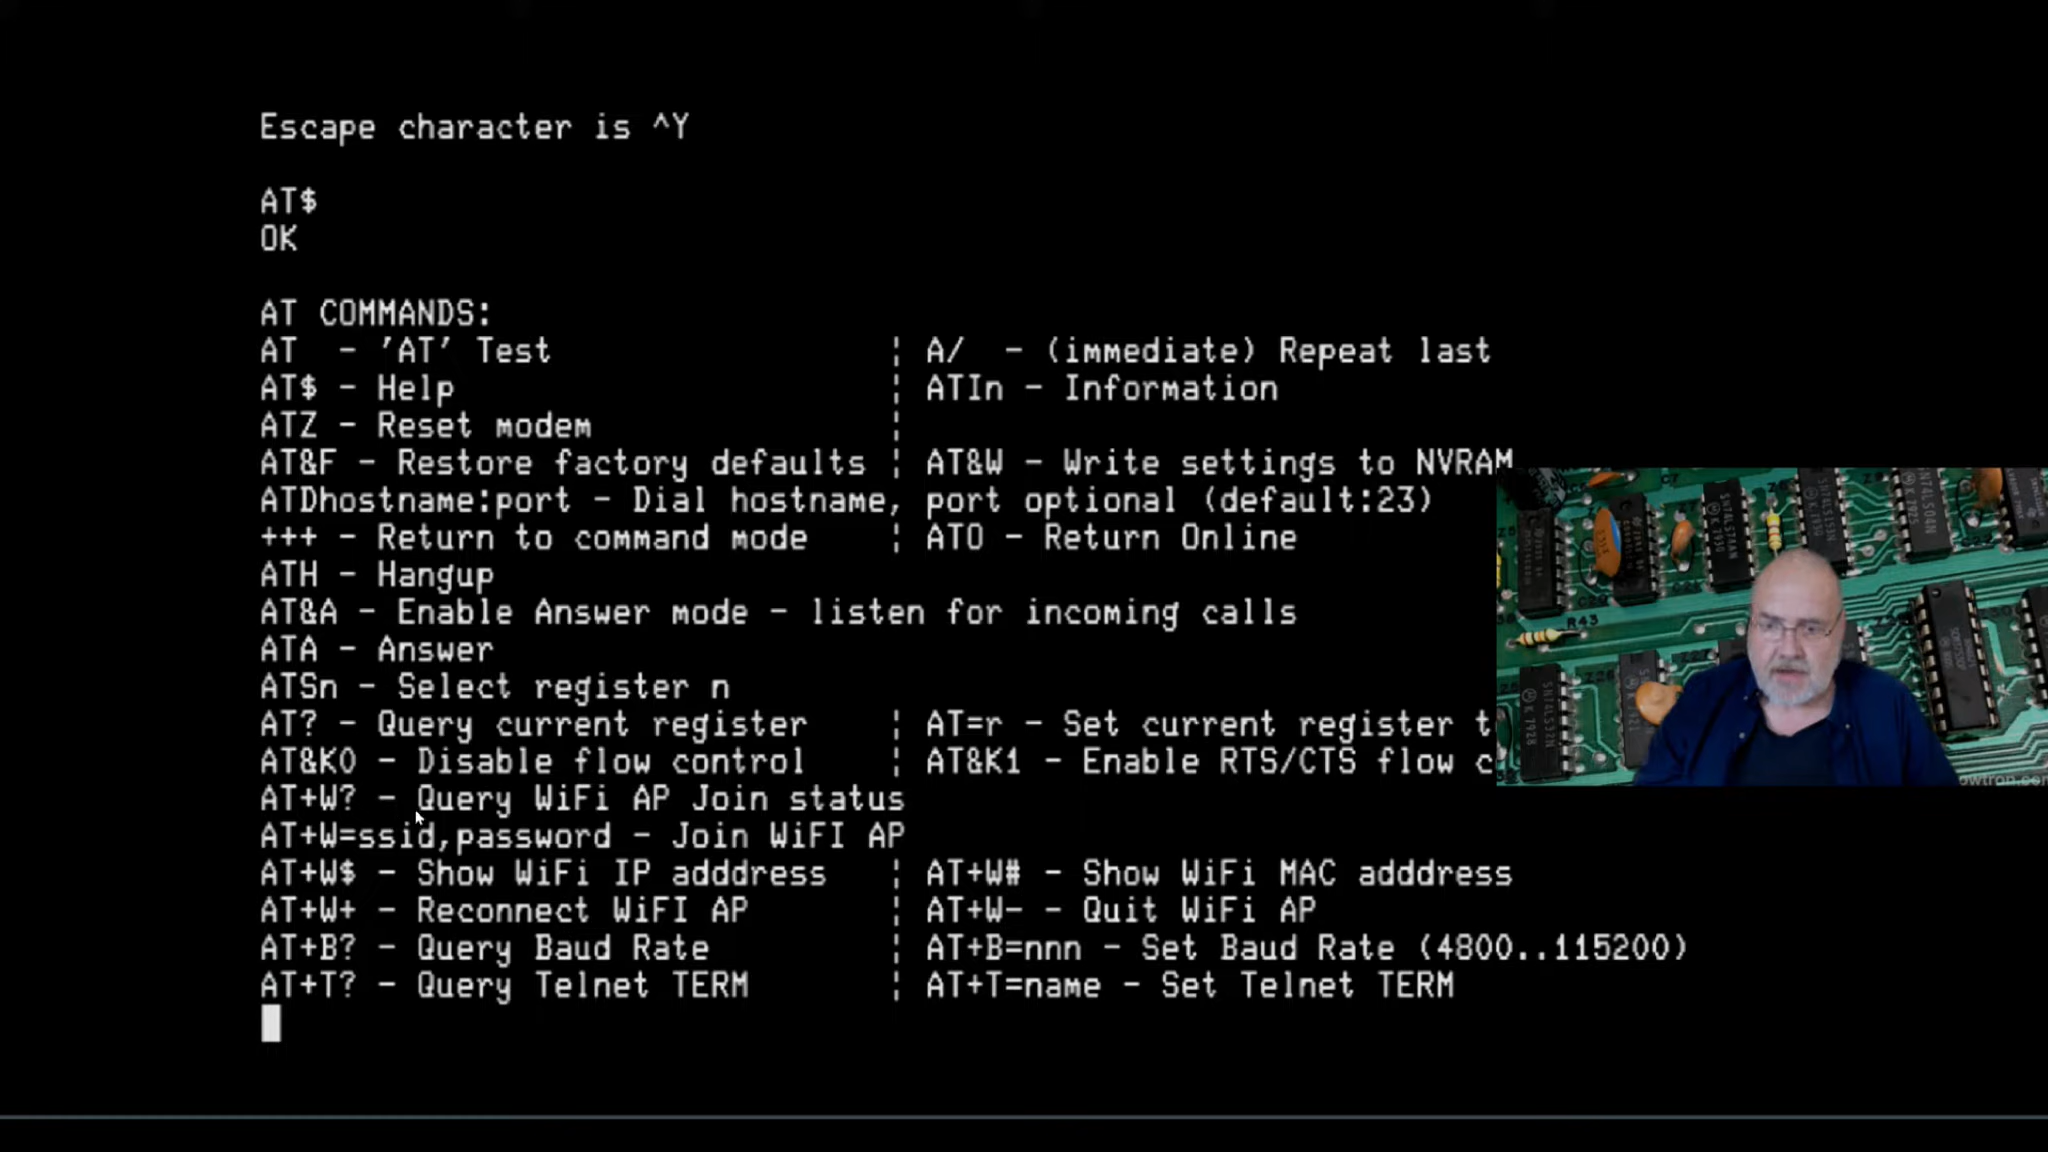 Escape character is ^Y
AT$
OK
AT COMMANDS:
AT  - 'AT' Test ¦ A/  - (immediate) Repeat last
AT$ - Help ¦ ATIn - Information
ATZ - Reset modem ¦
AT&F - Restore factory defaults ¦ AT&W - Write settings to NVRAM
ATDhostname:port - Dial hostname, port optional (default:23)
+++ - Return to command mode ¦ ATO - Return Online
ATH - Hangup
AT&A - Enable Answer mode - listen for incoming calls
ATA - Answer
ATSn - Select register n
AT? - Query current register ¦ AT=r - Set current register
AT&K0 - Disable flow control ¦ AT&K1 - Enable RTS/CTS flow
AT+W? - Query WiFi AP Join status
AT+W=ssid,password - Join WiFI AP
AT+W$ - Show WiFi IP adddress ¦ AT+W# - Show WiFi MAC adddress
AT+W+ - Reconnect WiFI AP ¦ AT+W- - Quit WiFi AP
AT+B? - Query Baud Rate ¦ AT+B=nnn - Set Baud Rate (4800..115200)
AT+T? - Query Telnet TERM ¦ AT+T=name - Set Telnet TERM
R43
SN74LS32N
K 7928